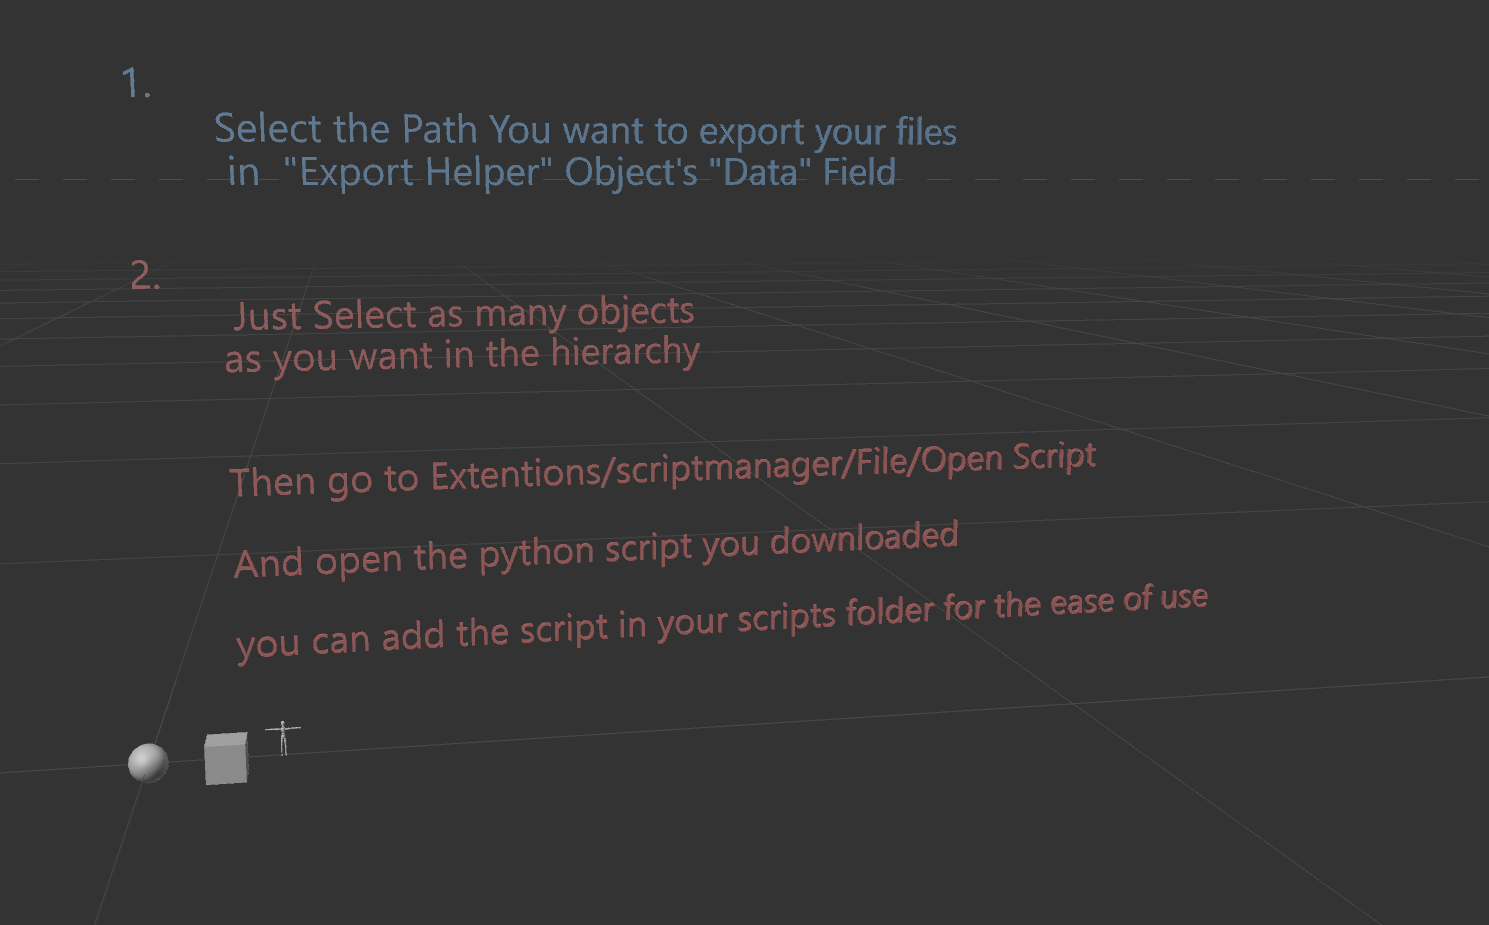 1.
Select the Path You want to export your files
in "Export Helper" Object's "Data" Field
2.
Just Select as many objects
as you want in the hierarchy
Then go to Extentions/scriptmanager/File/Open Script
And open the python script you downloaded
you can add the script in your scripts folder for the ease of use